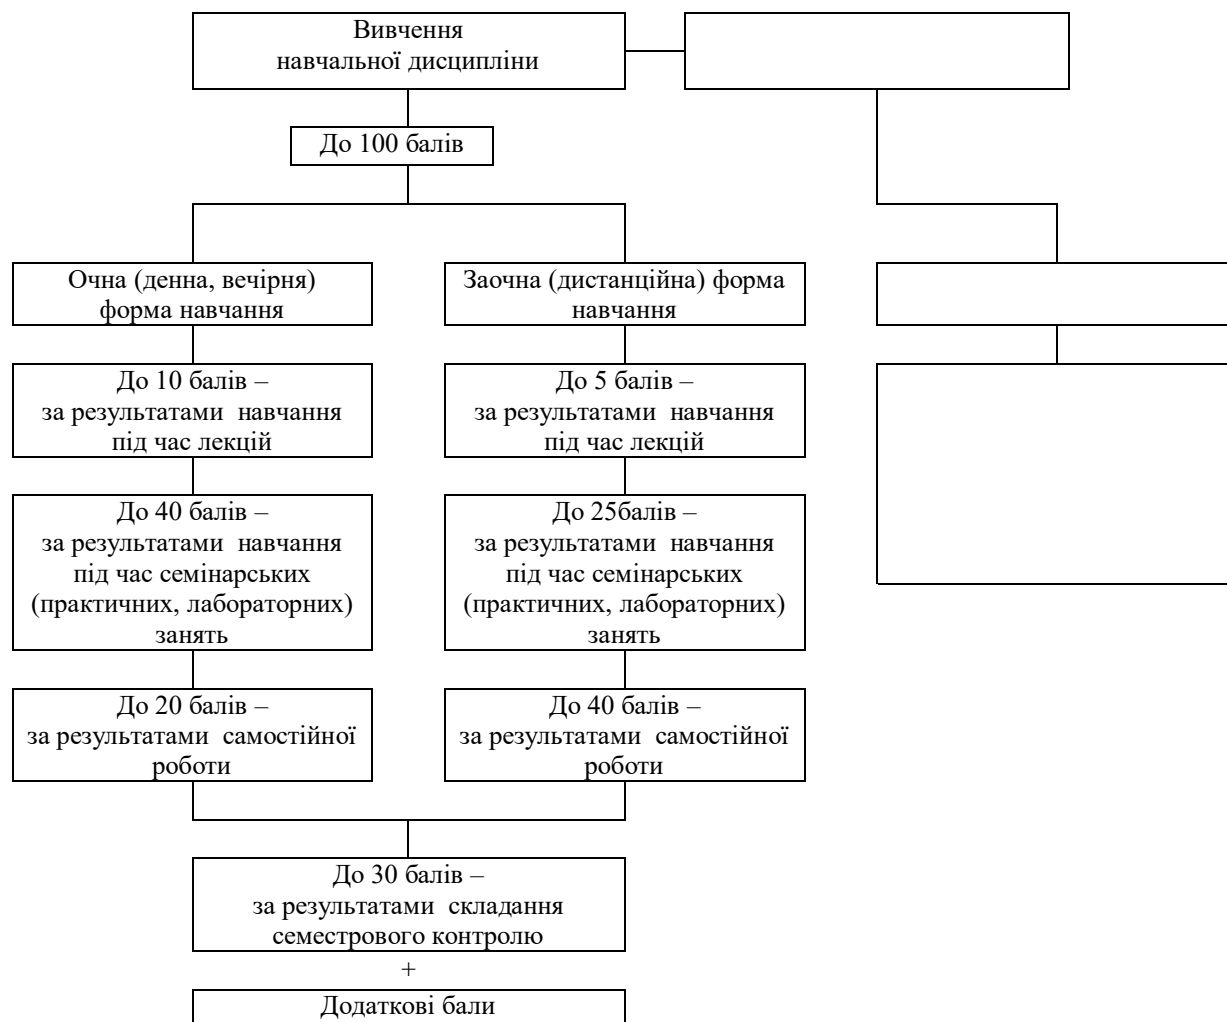 Вивчення
навчальної дисципліни
До 100 балів
Очна (денна, вечірня)
форма навчання
Заочна (дистанційна) форма
навчання
До 10 балів –
за результатами навчання
під час лекцій
До 5 балів –
за результатами навчання
під час лекцій
До 40 балів –
за результатами навчання
під час семінарських
(практичних, лабораторних)
занять
До 25балів –
за результатами навчання
під час семінарських
(практичних, лабораторних)
занять
До 20 балів –
за результатами самостійної
роботи
До 40 балів –
за результатами самостійної
роботи
До 30 балів –
за результатами складання
семестрового контролю
+
Додаткові бали